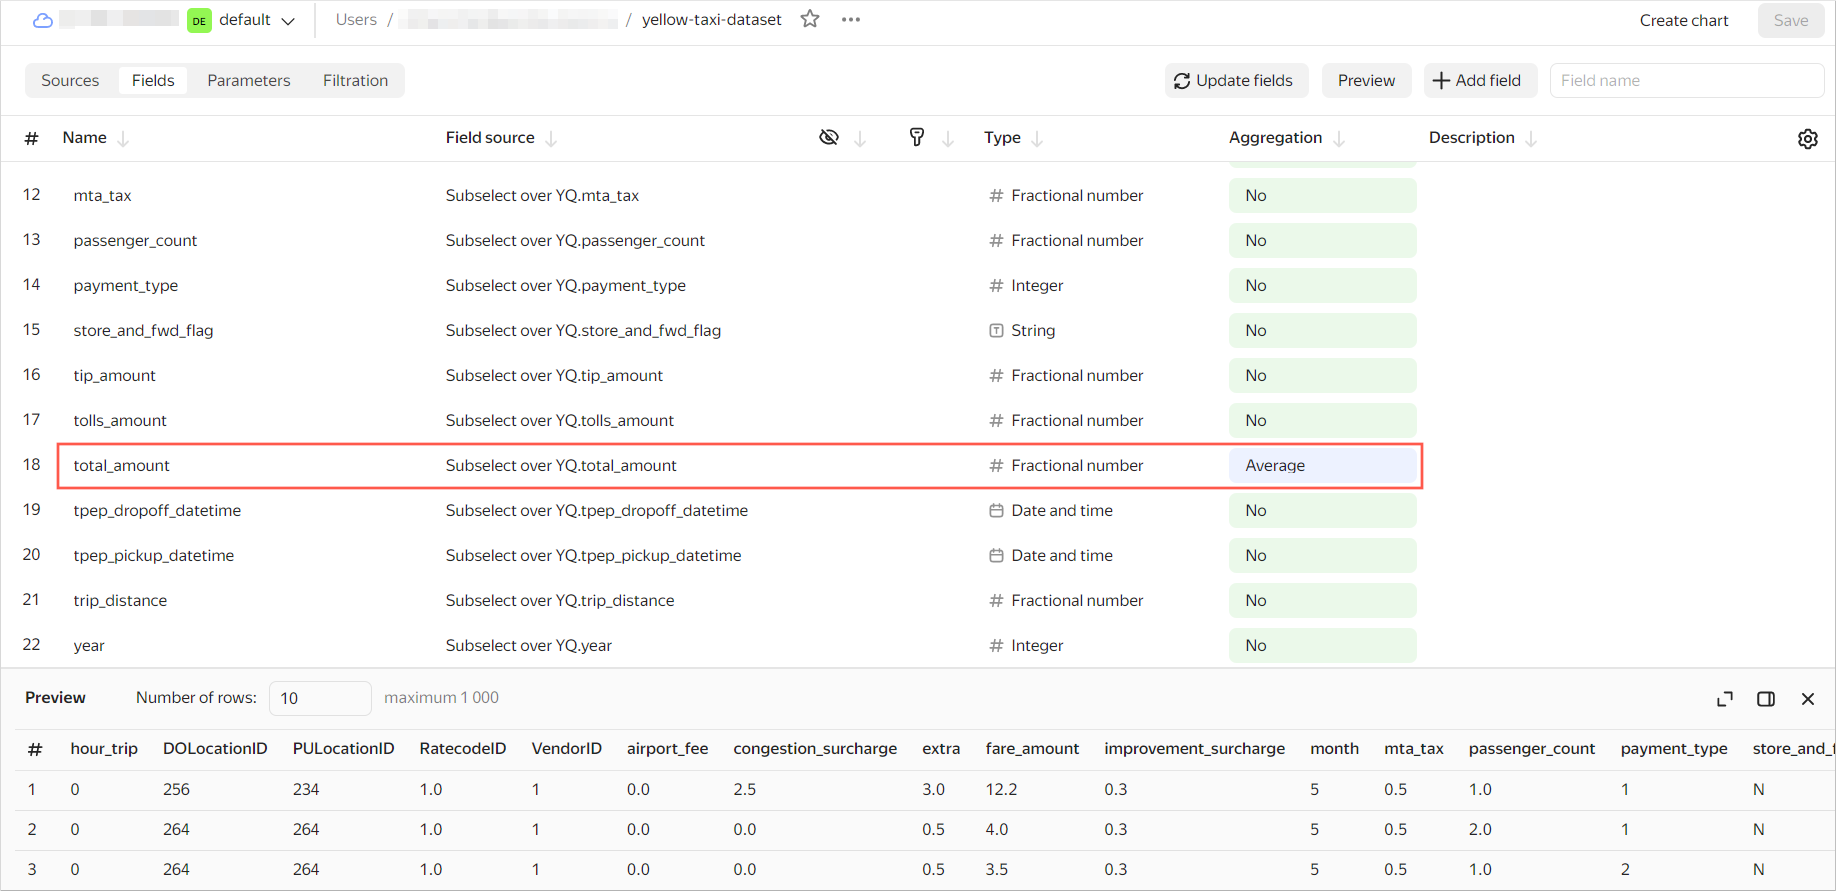 DE default Users / / yellow-taxi-dataset Create chart Save
Sources Fields Parameters Filtration Update fields Preview Add field Field name
# Name Field source Type Aggregation Description
12 mta_tax Subselect over YQ.mta_tax # Fractional number No
13 passenger_count Subselect over YQ.passenger_count # Fractional number No
14 payment_type Subselect over YQ.payment_type # Integer No
15 store_and_fwd_flag Subselect over YQ.store_and_fwd_flag T String No
16 tip_amount Subselect over YQ.tip_amount # Fractional number No
17 tolls_amount Subselect over YQ.tolls_amount # Fractional number No
18 total_amount Subselect over YQ.total_amount # Fractional number Average
19 tpep_dropoff_datetime Subselect over YQ.tpep_dropoff_datetime Date and time No
20 tpep_pickup_datetime Subselect over YQ.tpep_pickup_datetime Date and time No
21 trip_distance Subselect over YQ.trip_distance # Fractional number No
22 year Subselect over YQ.year # Integer No
Preview Number of rows: 10 maximum 1 000
# hour_trip DOLocationID PULocationID RatecodeID VendorID airport_fee congestion_surcharge extra fare_amount improvement_surcharge month mta_tax passenger_count payment_type store_and_f
1 0 256 234 1.0 1 0.0 2.5 3.0 12.2 0.3 5 0.5 1.0 1 N
2 0 264 264 1.0 1 0.0 0.0 0.5 4.0 0.3 5 0.5 2.0 1 N
3 0 264 264 1.0 1 0.0 0.0 0.5 3.5 0.3 5 0.5 1.0 2 N